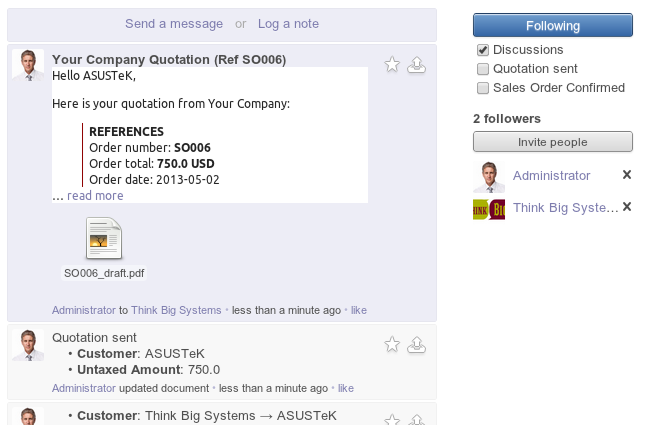 Send a message or Log a note
Your Company Quotation (Ref SO006)
Hello ASUSTeK,
Here is your quotation from Your Company:
REFERENCES
Order number: SO006
Order total: 750.0 USD
Order date: 2013-05-02
... read more
SO006_draft.pdf
Administrator to Think Big Systems • less than a minute ago • like
Quotation sent
• Customer: ASUSTeK
• Untaxed Amount: 750.0
Administrator updated document • less than a minute ago • like
• Customer: Think Big Systems → ASUSTeK
Following
Discussions
Quotation sent
Sales Order Confirmed
2 followers
Invite people
Administrator
HINK BIG Think Big Syste...